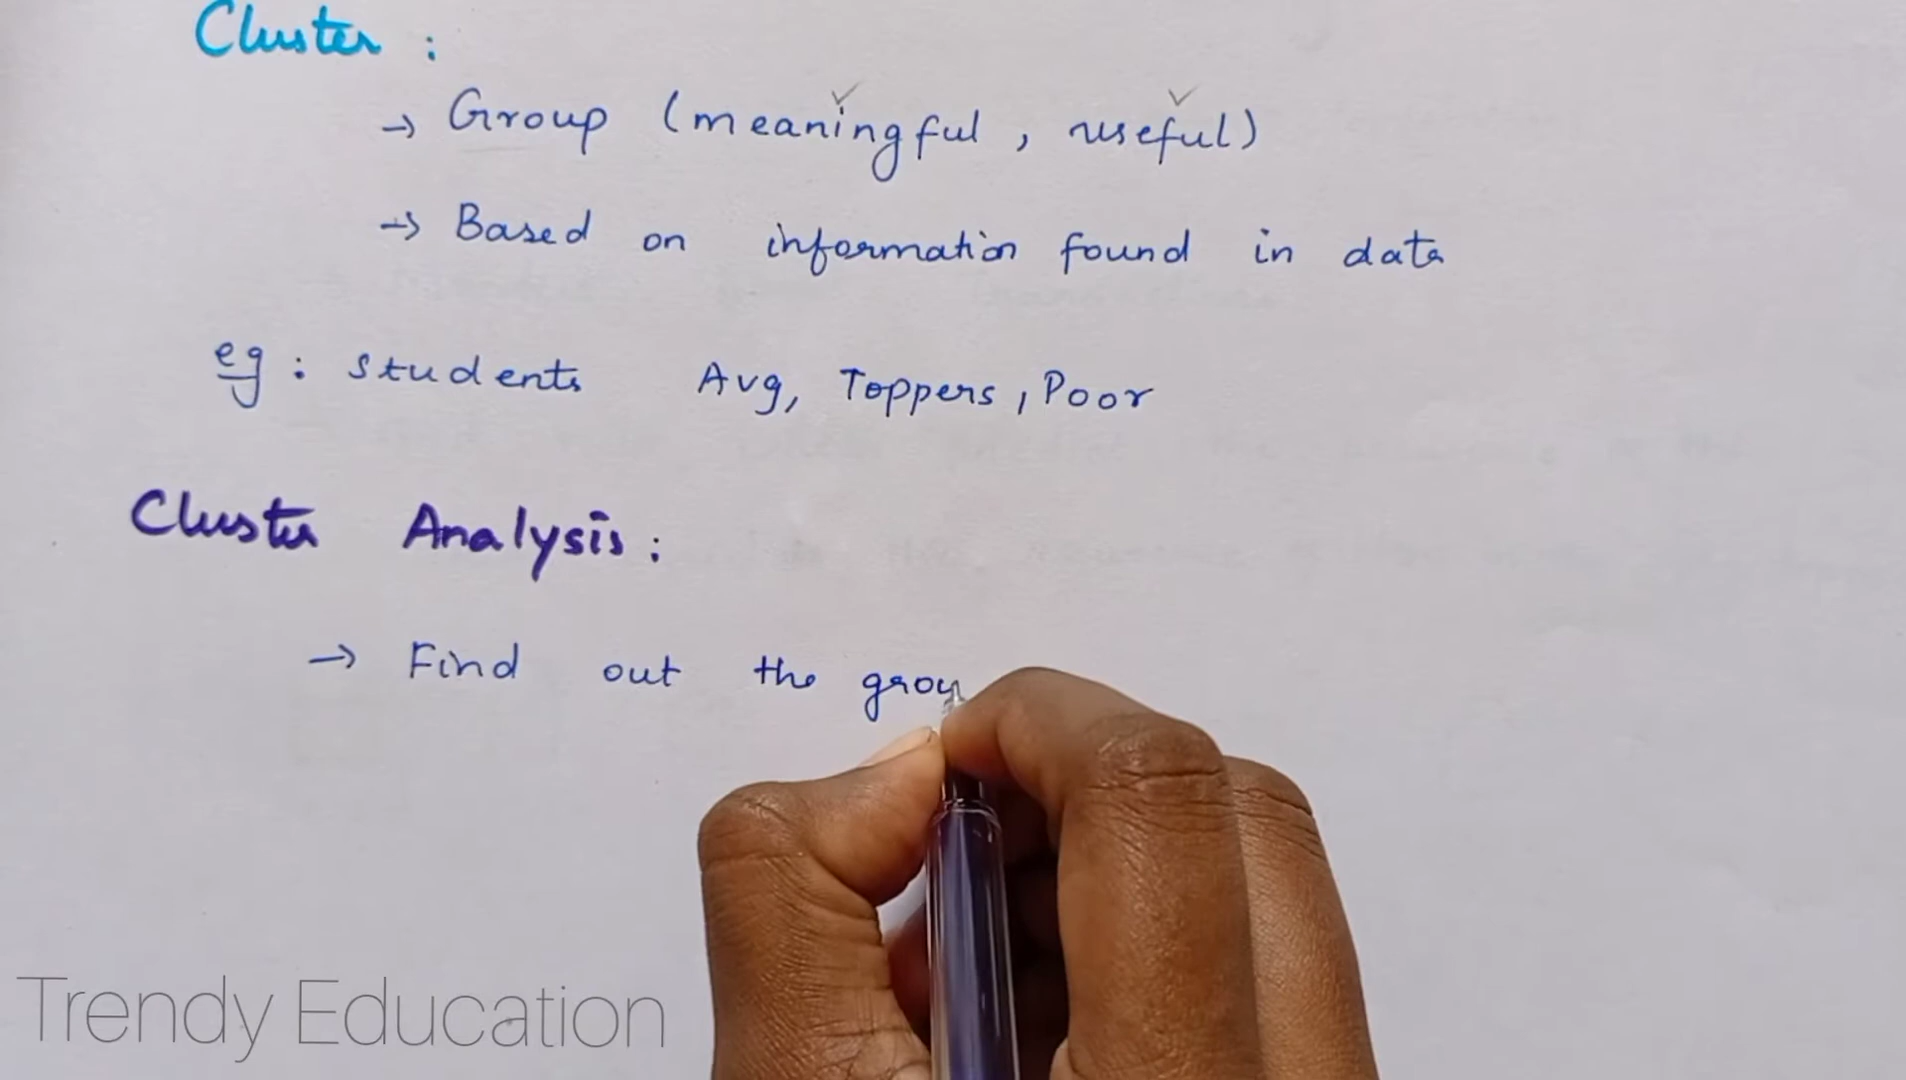 Cluster :
→ Group (meaningful, useful)
→ Based on information found in data
eg : Students Avg, Toppers, Poor
Cluster Analysis :
→ Find out the grou
Trendy Education